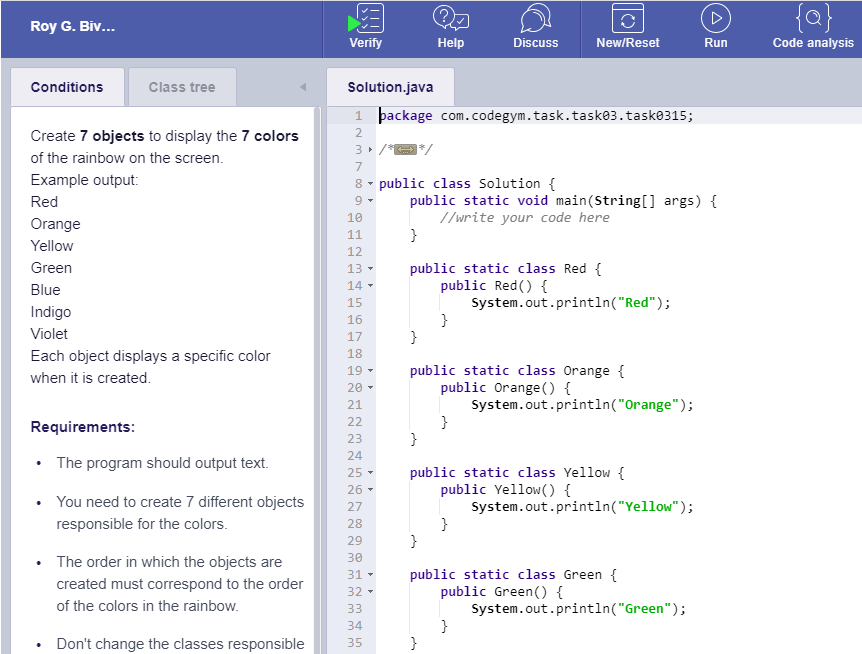 Roy G. Biv...
Verify
Help
Discuss
New/Reset
Run
Code analysis
Conditions
Class tree
Create 7 objects to display the 7 colors
of the rainbow on the screen.
Example output:
Red
Orange
Yellow
Green
Blue
Indigo
Violet
Each object displays a specific color
when it is created.
Requirements:
• The program should output text.
• You need to create 7 different objects
responsible for the colors.
• The order in which the objects are
created must correspond to the order
of the colors in the rainbow.
• Don't change the classes responsible
Solution.java
1 package com.codegym.task.task03.task0315;
2
3 /*<=>*/
7
8 public class Solution {
9 public static void main(String[] args) {
10 //write your code here
11 }
12
13 public static class Red {
14 public Red() {
15 System.out.println("Red");
16 }
17 }
18
19 public static class Orange {
20 public Orange() {
21 System.out.println("Orange");
22 }
23 }
24
25 public static class Yellow {
26 public Yellow() {
27 System.out.println("Yellow");
28 }
29 }
30
31 public static class Green {
32 public Green() {
33 System.out.println("Green");
34 }
35 }